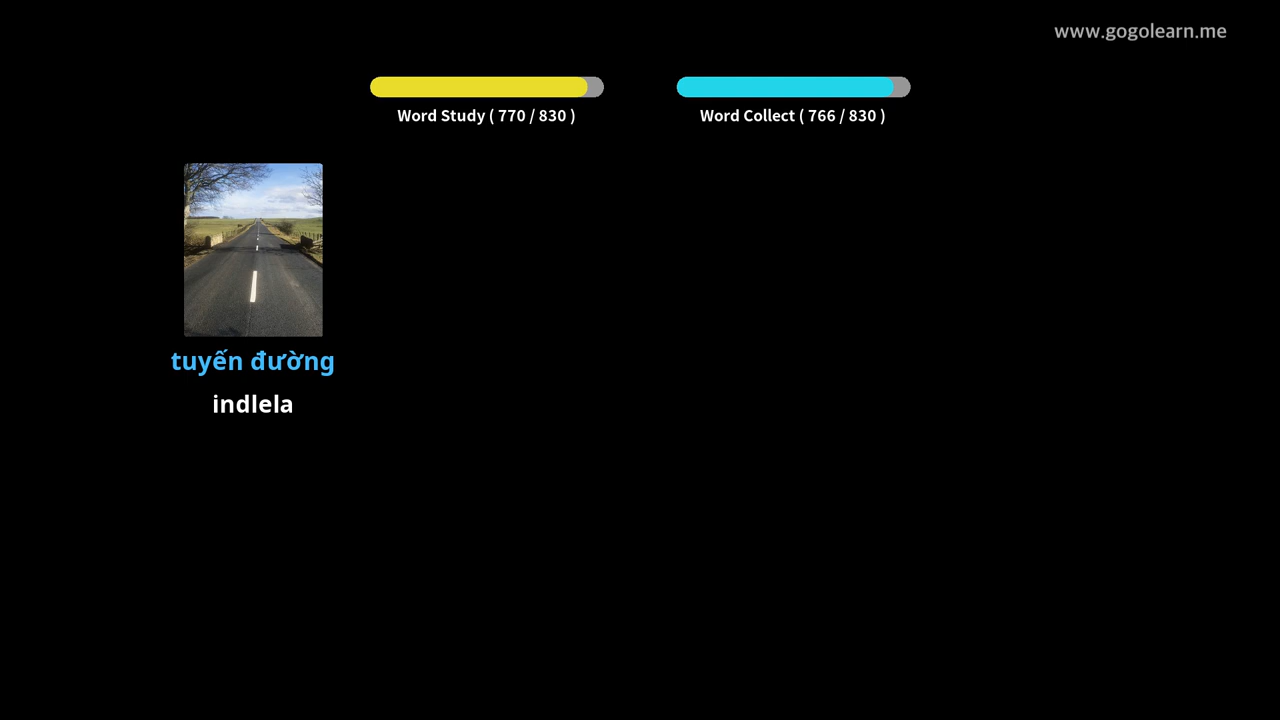 www.gogolearn.me
Word Study ( 770 / 830 )
Word Collect ( 766 / 830 )
tuyến đường
indlela